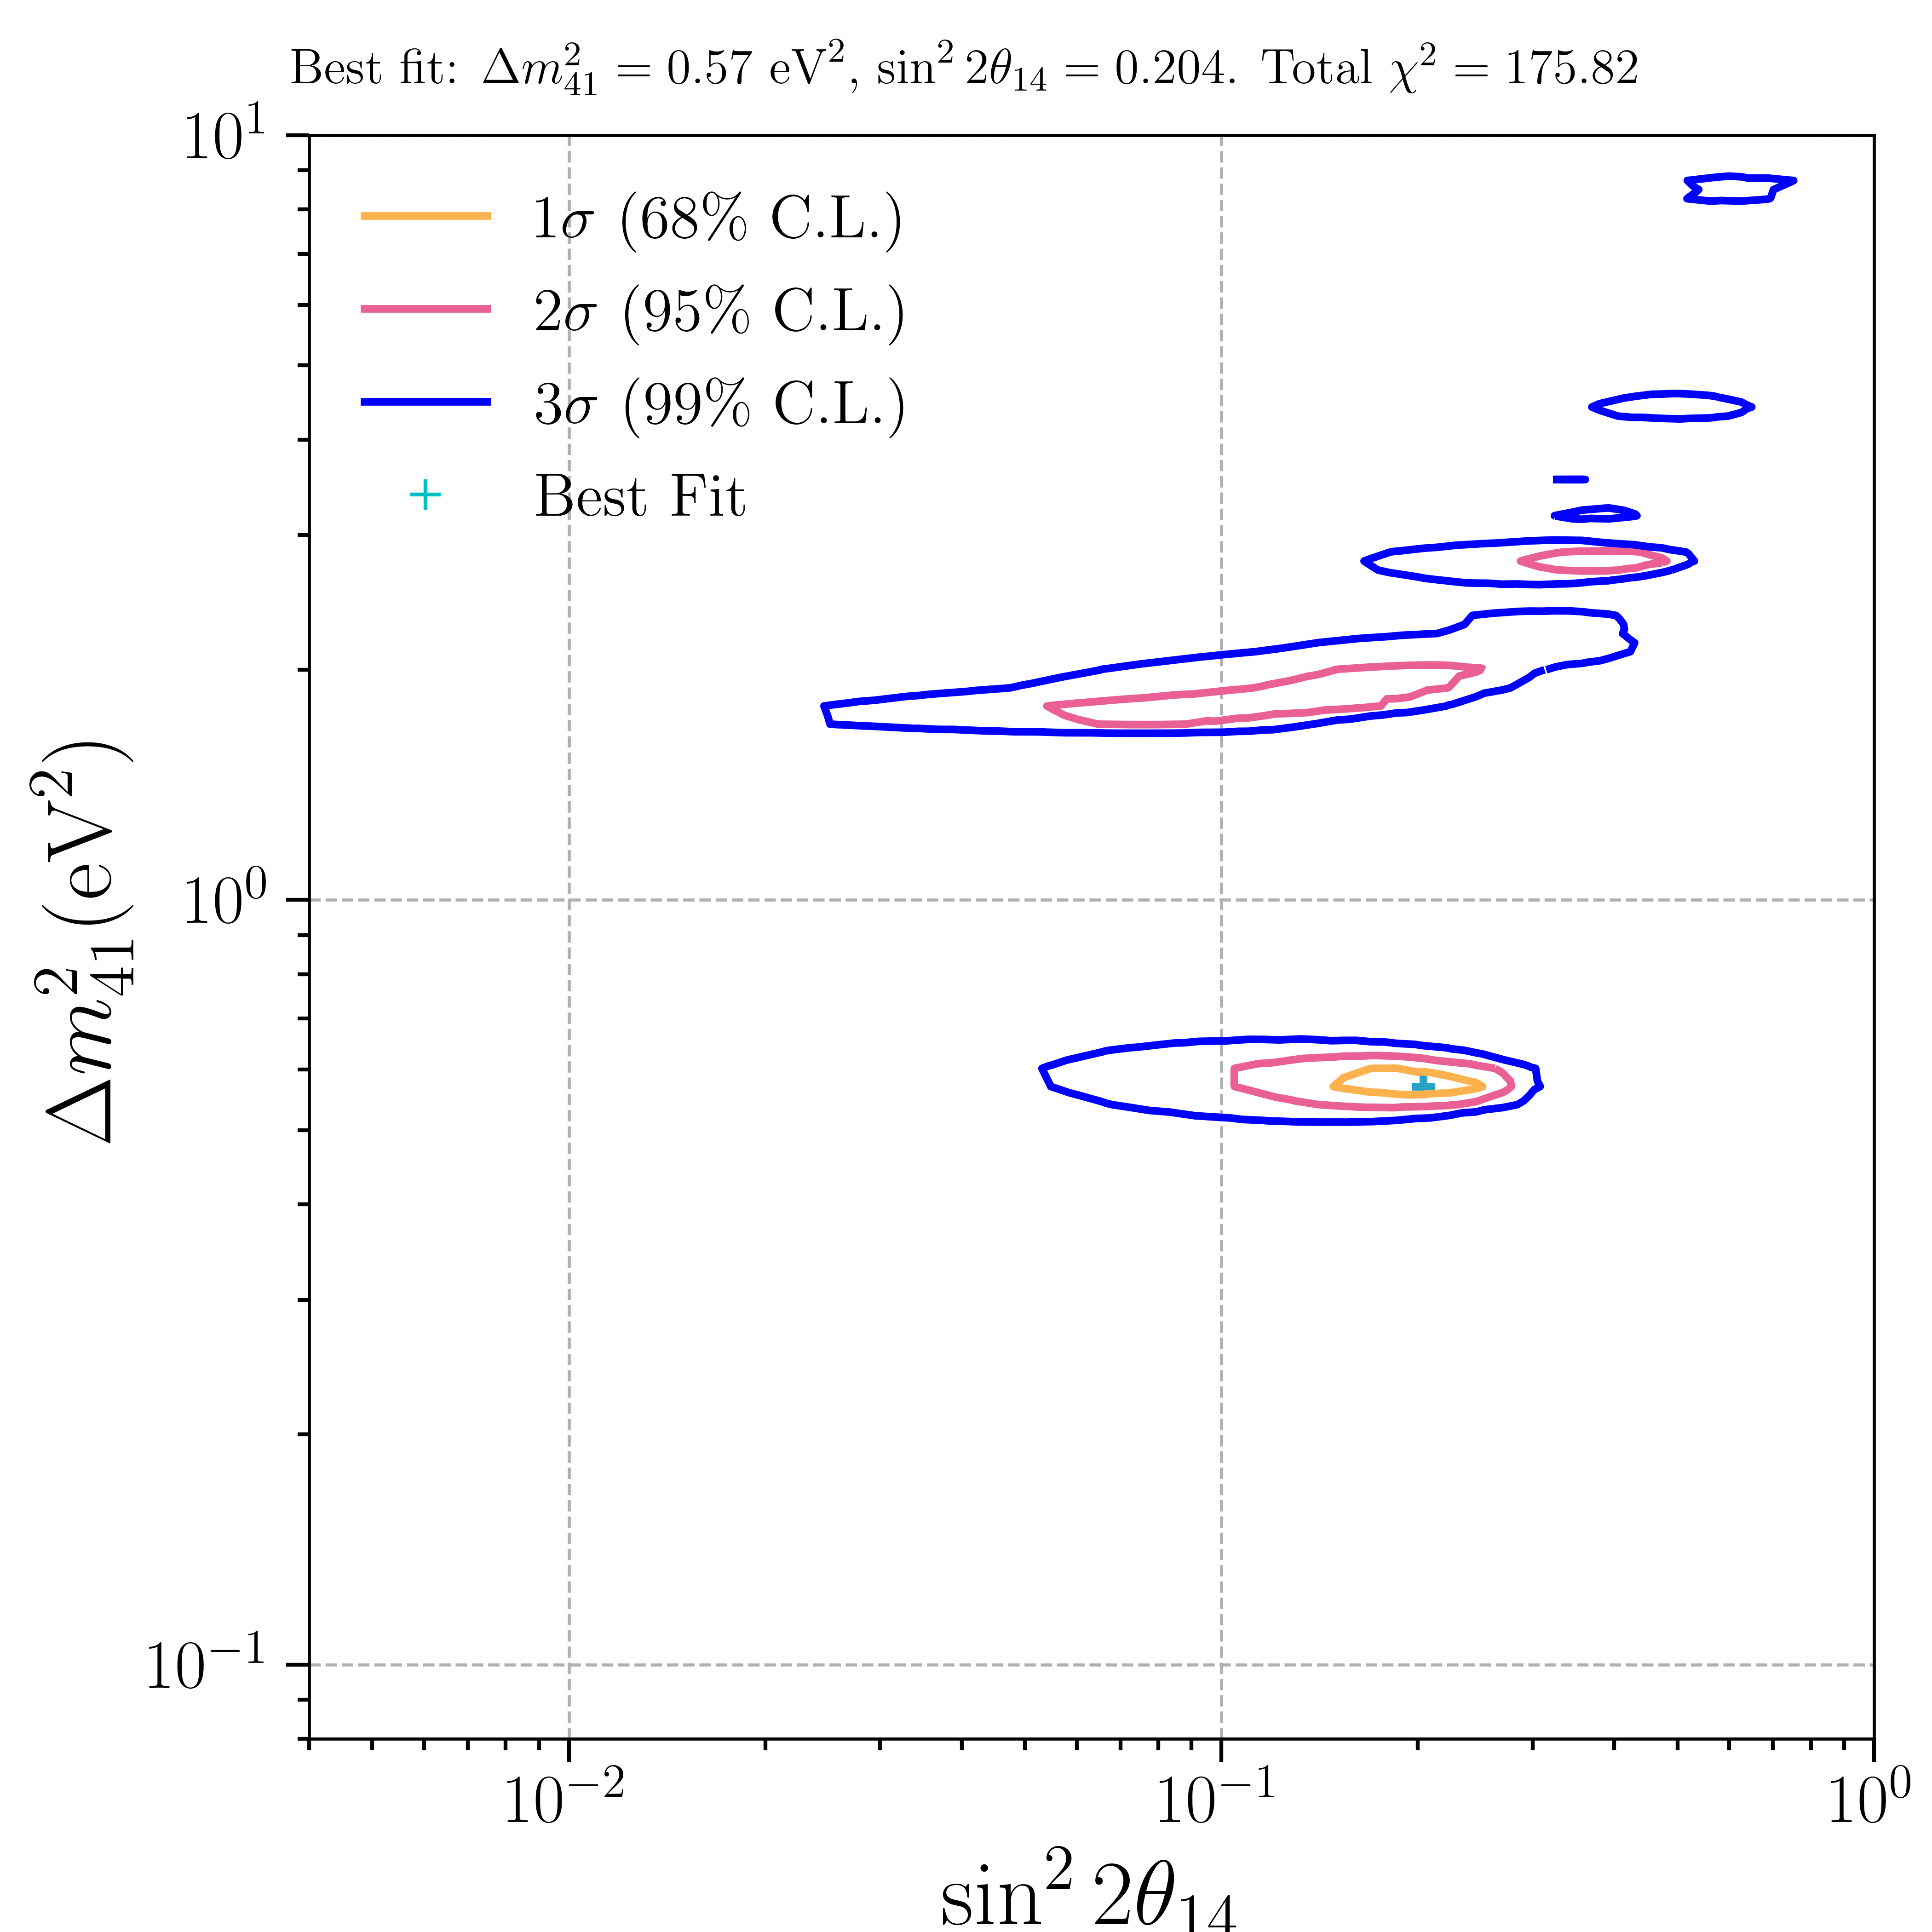 Best fit: Δm²₄₁ = 0.57 eV², sin² 2θ₁₄ = 0.204. Total χ² = 175.82
10¹
1σ (68% C.L.)
2σ (95% C.L.)
3σ (99% C.L.)
Best Fit
Δm²₄₁(eV²)
10⁰
10⁻¹
10⁻² 10⁻¹ 10⁰
sin² 2θ₁₄